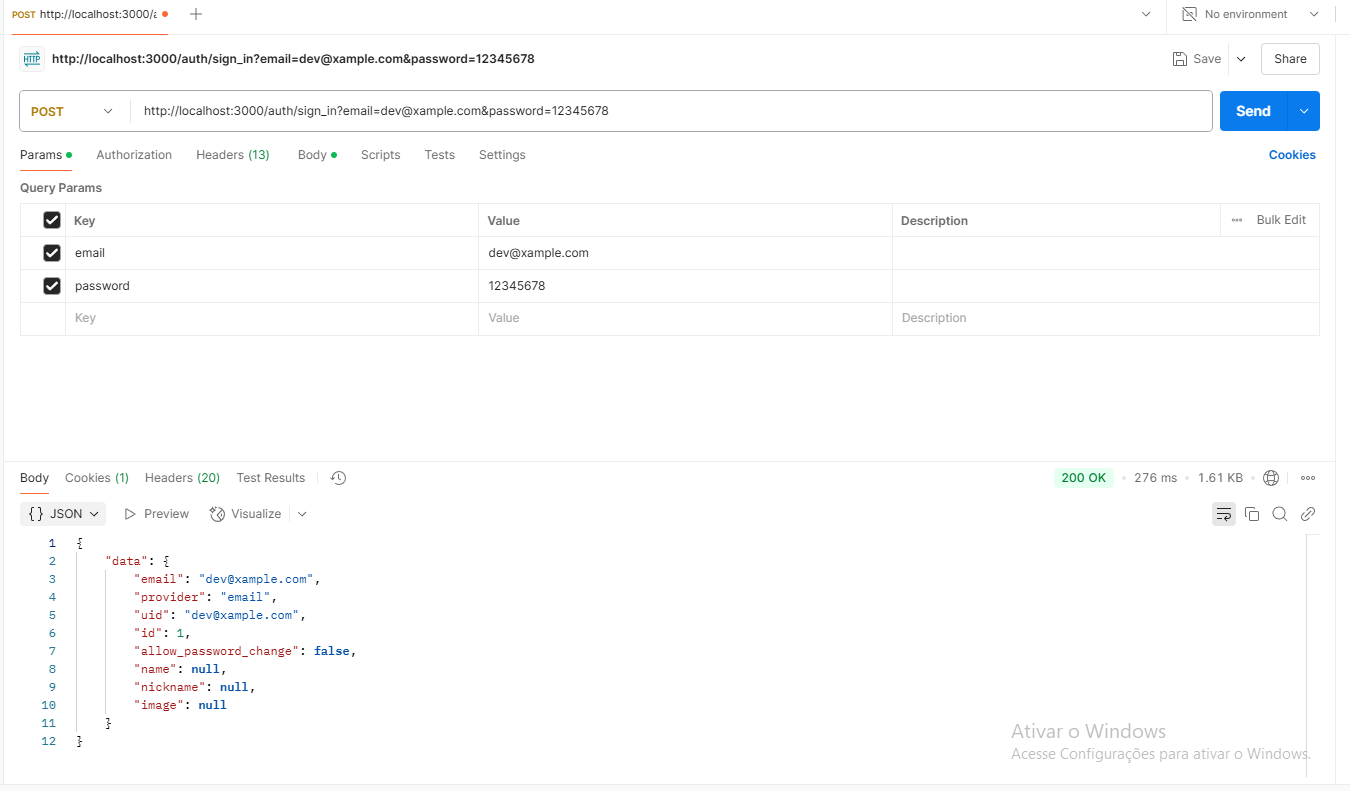 POST http://localhost:3000/a
No environment
HTTP http://localhost:3000/auth/sign_in?email=dev@xample.com&password=12345678
Save
Share
POST
http://localhost:3000/auth/sign_in?email=dev@xample.com&password=12345678
Send
Params Authorization Headers (13) Body Scripts Tests Settings Cookies
Query Params
Key Value Description Bulk Edit
email dev@xample.com
password 12345678
Key Value Description
Body Cookies (1) Headers (20) Test Results 200 OK 276 ms 1.61 KB
{} JSON Preview Visualize
1 {
2 "data": {
3 "email": "dev@xample.com",
4 "provider": "email",
5 "uid": "dev@xample.com",
6 "id": 1,
7 "allow_password_change": false,
8 "name": null,
9 "nickname": null,
10 "image": null
11 }
12 }
Ativar o Windows
Acesse Configurações para ativar o Windows.